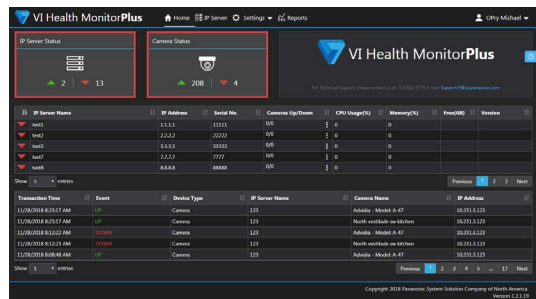 VI Health MonitorPlus
Home
IP Server
Settings
Reports
OPry Michael
IP Server Status
2 | 13
Camera Status
208 | 4
VI Health MonitorPlus
For Technical Support, please contact us at:
IP Server Name IP Address Serial No. Cameras Up/Down CPU Usage(%) Memory(%) Free(GB) Version
test1 1.1.1.1 11111 0/0 0 0
test2 2.2.2.2 22222 0/0 0 0
test3 3.3.3.3 33333 0/0 0 0
test7 7.7.7.7 7777 0/0 0 0
test8 8.8.8.8 88888 0/0 0 0
Show 5 entries
Previous 1 2 3 Next
Transaction Time Event Device Type IP Server Name Camera Name IP Address
11/28/2018 8:23:17 AM UP Camera 123 Advidia - Model: A-47 10.231.3.123
11/28/2018 8:23:17 AM UP Camera 123 North vestibule sw kitchen 10.231.3.123
11/28/2018 8:12:22 AM DOWN Camera 123 Advidia - Model: A-47 10.231.3.123
11/28/2018 8:12:23 AM DOWN Camera 123 North vestibule sw kitchen 10.231.3.123
11/28/2018 8:08:48 AM UP Camera 123 Advidia - Model: A-47 10.231.3.123
Show 5 entries
Previous 1 2 3 4 5 ... 17 Next
Copyright 2018 Panasonic System Solution Company of North America
Version 1.2.1.19